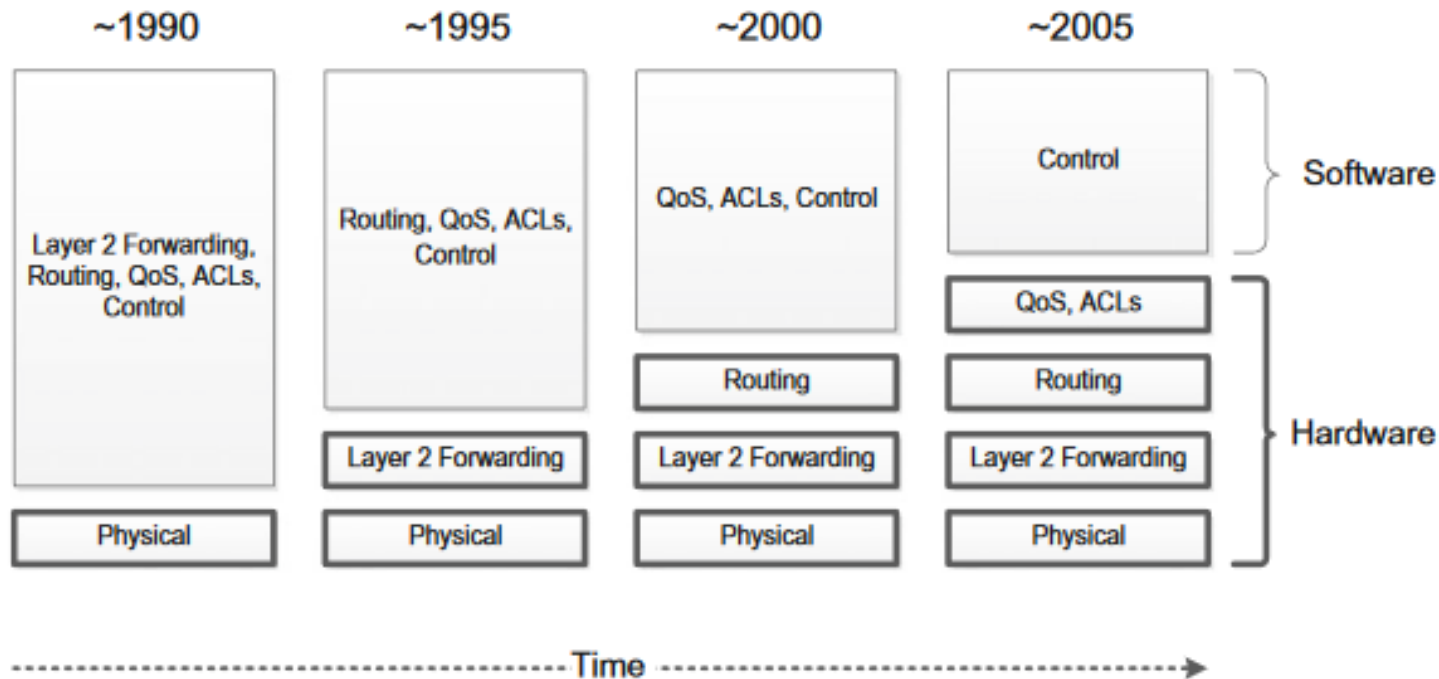 ~1990
~1995
~2000
~2005
Layer 2 Forwarding,
Routing, QoS, ACLs,
Control
Physical
Routing, QoS, ACLs,
Control
Layer 2 Forwarding
Physical
QoS, ACLs, Control
Routing
Layer 2 Forwarding
Physical
Control
QoS, ACLs
Routing
Layer 2 Forwarding
Physical
Software
Hardware
Time